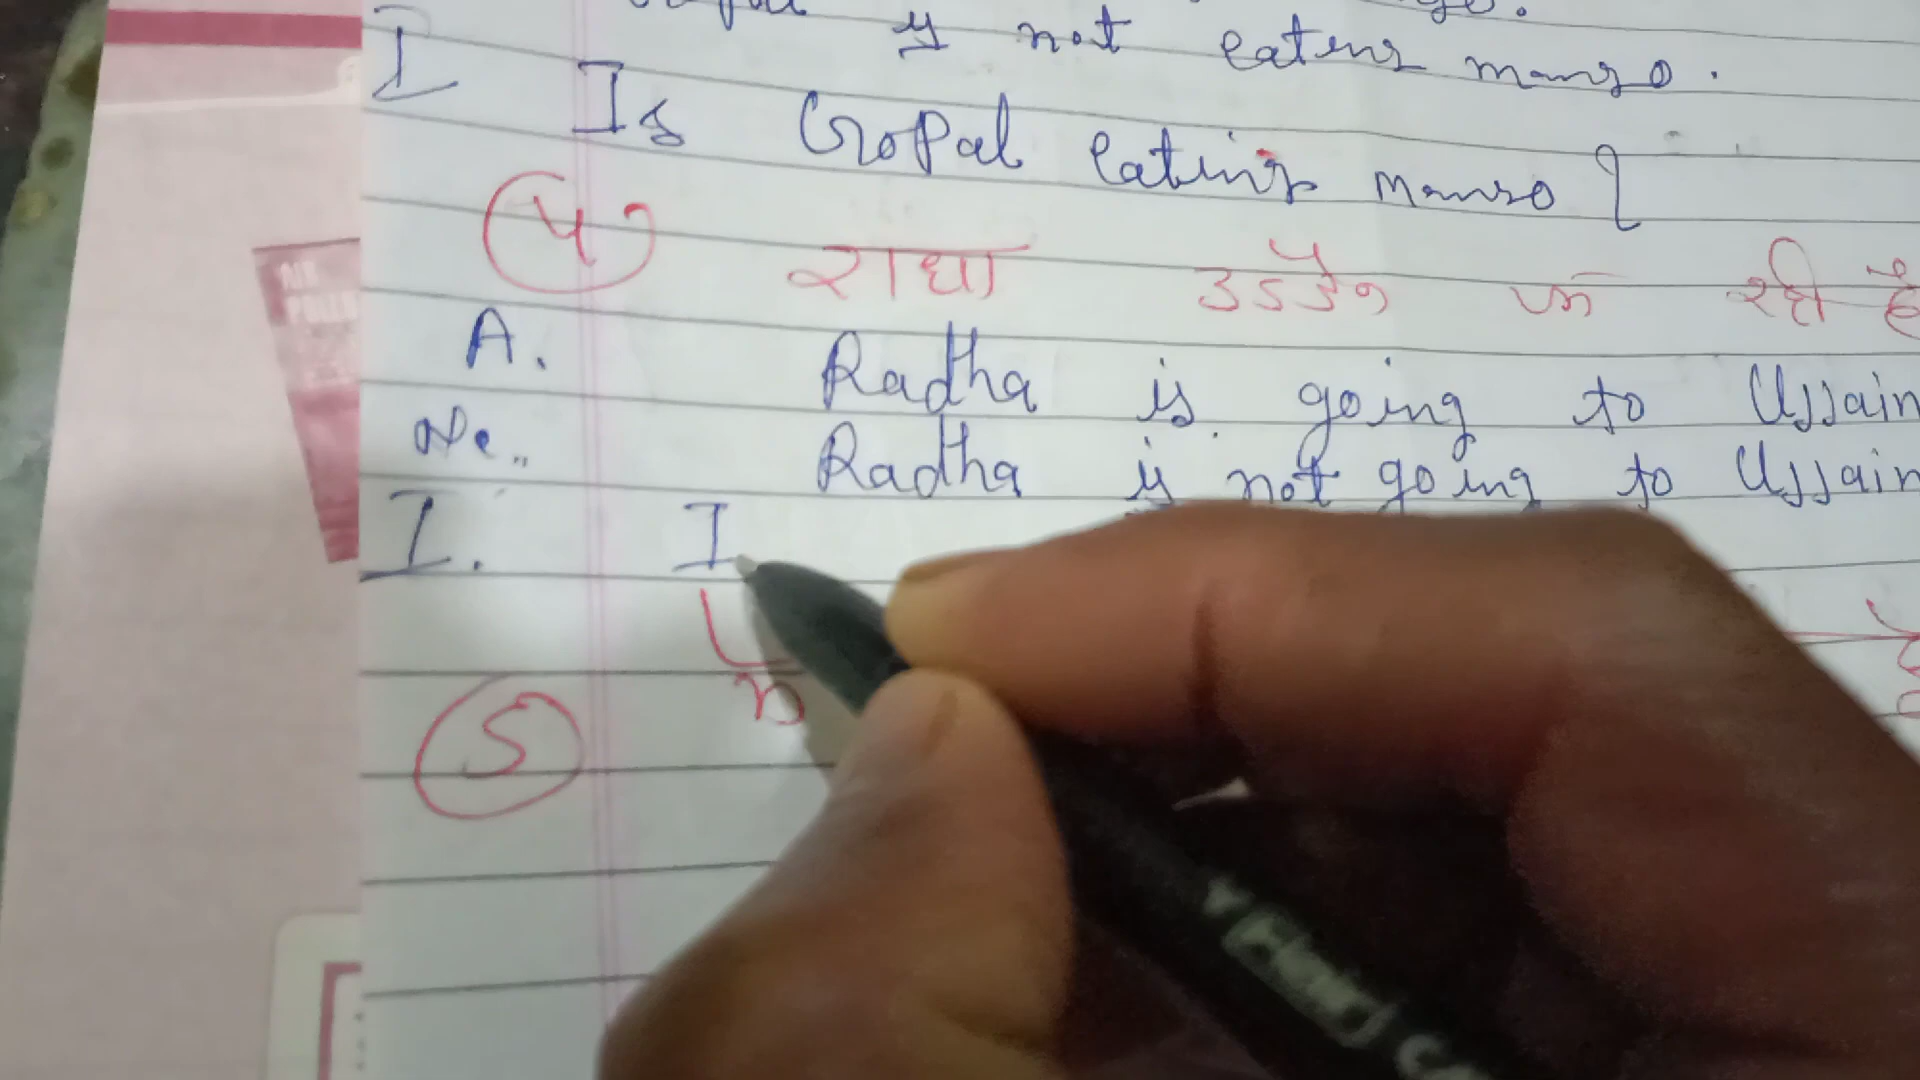 is not eating mango.
I Is Gopal eating mango ?
4 राधा उज्जैन जा रही है
A. Radha is going to Ujjain
Ne.. Radha is not going to Ujjain
I. I
5